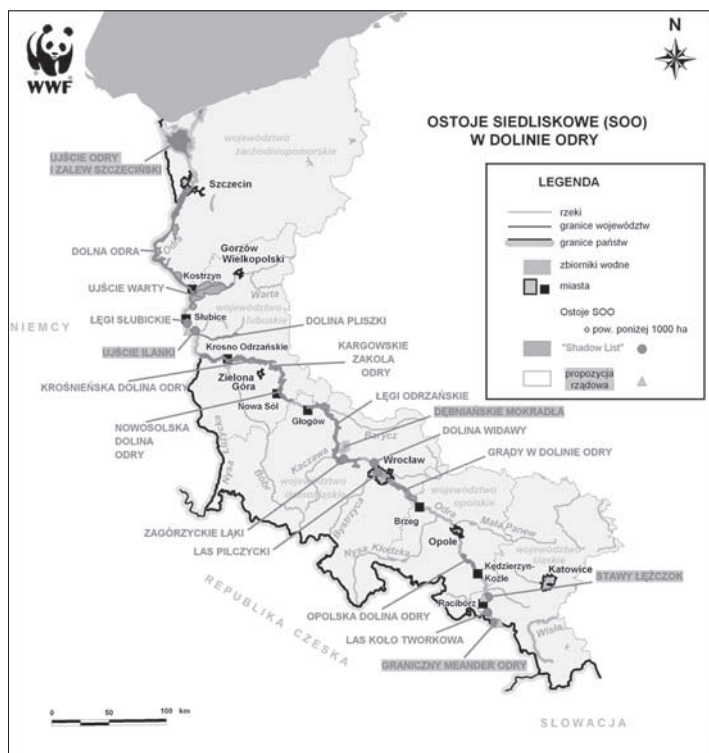 WWF
N
OSTOJE SIEDLISKOWE (SOO)
W DOLINIE ODRY
LEGENDA
rzeki
granice województw
granice państw
zbiorniki wodne
miasta
Ostoje SOO
o pow. poniżej 1000 ha
"Shadow List"
propozycja
rządowa
województwo
zachodniopomorskie
UJŚCIE ODRY
I ZALEW SZCZECIŃSKI
Szczecin
DOLNA ODRA
Odra
Gorzów
Wielkopolski
Kostrzyn
UJŚCIE WARTY
Warta
województwo
lubuskie
ŁĘGI SŁUBICKIE
Słubice
NIEMCY
DOLINA PLISZKI
UJŚCIE ILANKI
Krosno Odrzańskie
KARGOWSKIE
ZAKOLA
ODRY
KROŚNIEŃSKA DOLINA ODRY
Zielona
Góra
ŁĘGI ODRZAŃSKIE
Nowa Sól
NOWOSOLSKA
DOLINA
ODRY
Głogów
DĘBNIAŃSKIE MOKRADŁA
Barycz
Nysa Łużycka
Bóbr
Kaczawa
DOLINA WIDAWY
Wrocław
GRĄDY W DOLINIE ODRY
województwo
dolnośląskie
województwo
opolskie
Bystrzyca
ZAGÓRZYCKIE ŁĄKI
LAS PILCZYCKI
Brzeg
Odra
Mała Panew
Nysa Kłodzka
Opole
województwo
śląskie
Kędzierzyn-
Koźle
Katowice
STAWY ŁĘŻCZOK
REPUBLIKA CZESKA
OPOLSKA DOLINA ODRY
Racibórz
LAS KOŁO TWORKOWA
Wisła
GRANICZNY MEANDER ODRY
0 50 100 km
SŁOWACJA